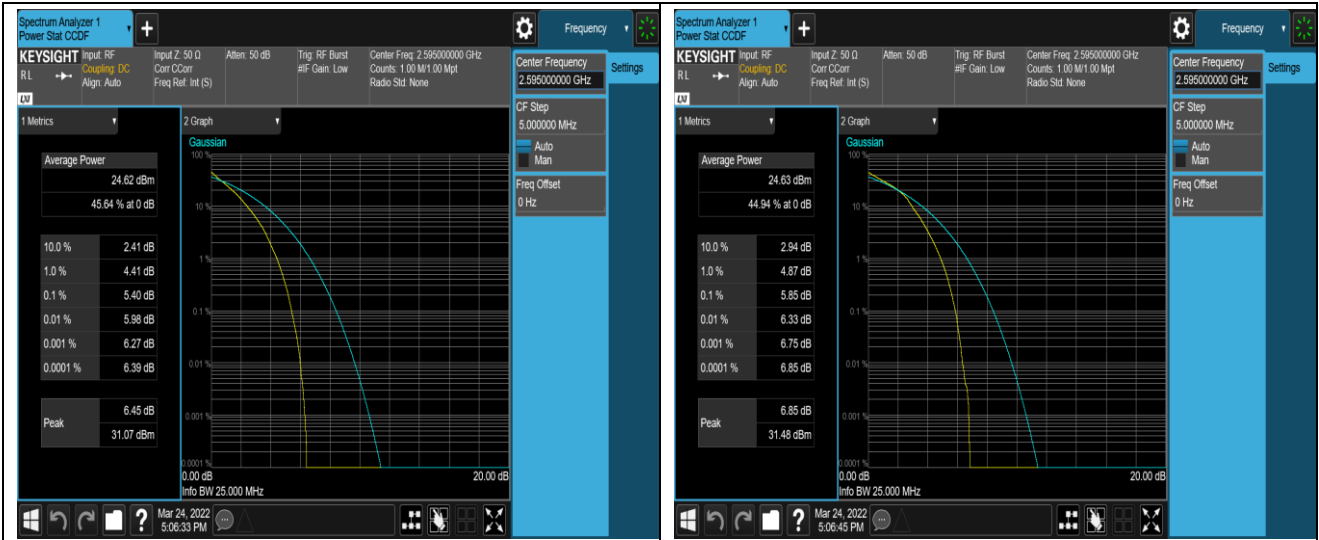 Spectrum Analyzer 1
Power Stat CCDF
+
Frequency
KEYSIGHT
Input: RF
Input Z: 50 Ω
Atten: 50 dB
Trig: RF Burst
Center Freq: 2.595000000 GHz
RL
Coupling: DC
Corr CCorr
#IF Gain: Low
Counts: 1.00 M/1.00 Mpt
Align: Auto
Freq Ref: Int (S)
Radio Std: None
LXI
Center Frequency
2.595000000 GHz
Settings
CF Step
5.000000 MHz
Auto
Man
Freq Offset
0 Hz
1 Metrics
2 Graph
Average Power
24.62 dBm
45.64 % at 0 dB
10.0 % 2.41 dB
1.0 % 4.41 dB
0.1 % 5.40 dB
0.01 % 5.98 dB
0.001 % 6.27 dB
0.0001 % 6.39 dB
Peak
6.45 dB
31.07 dBm
Gaussian
100 %
10 %
1 %
0.1 %
0.01 %
0.001 %
0.0001 %
0.00 dB
20.00 dB
Info BW 25.000 MHz
?
Mar 24, 2022
5:06:33 PM
Spectrum Analyzer 1
Power Stat CCDF
+
Frequency
KEYSIGHT
Input: RF
Input Z: 50 Ω
Atten: 50 dB
Trig: RF Burst
Center Freq: 2.595000000 GHz
RL
Coupling: DC
Corr CCorr
#IF Gain: Low
Counts: 1.00 M/1.00 Mpt
Align: Auto
Freq Ref: Int (S)
Radio Std: None
LXI
Center Frequency
2.595000000 GHz
Settings
CF Step
5.000000 MHz
Auto
Man
Freq Offset
0 Hz
1 Metrics
2 Graph
Average Power
24.63 dBm
44.94 % at 0 dB
10.0 % 2.94 dB
1.0 % 4.87 dB
0.1 % 5.85 dB
0.01 % 6.33 dB
0.001 % 6.75 dB
0.0001 % 6.85 dB
Peak
6.85 dB
31.48 dBm
Gaussian
100 %
10 %
1 %
0.1 %
0.01 %
0.001 %
0.0001 %
0.00 dB
20.00 dB
Info BW 25.000 MHz
?
Mar 24, 2022
5:06:45 PM